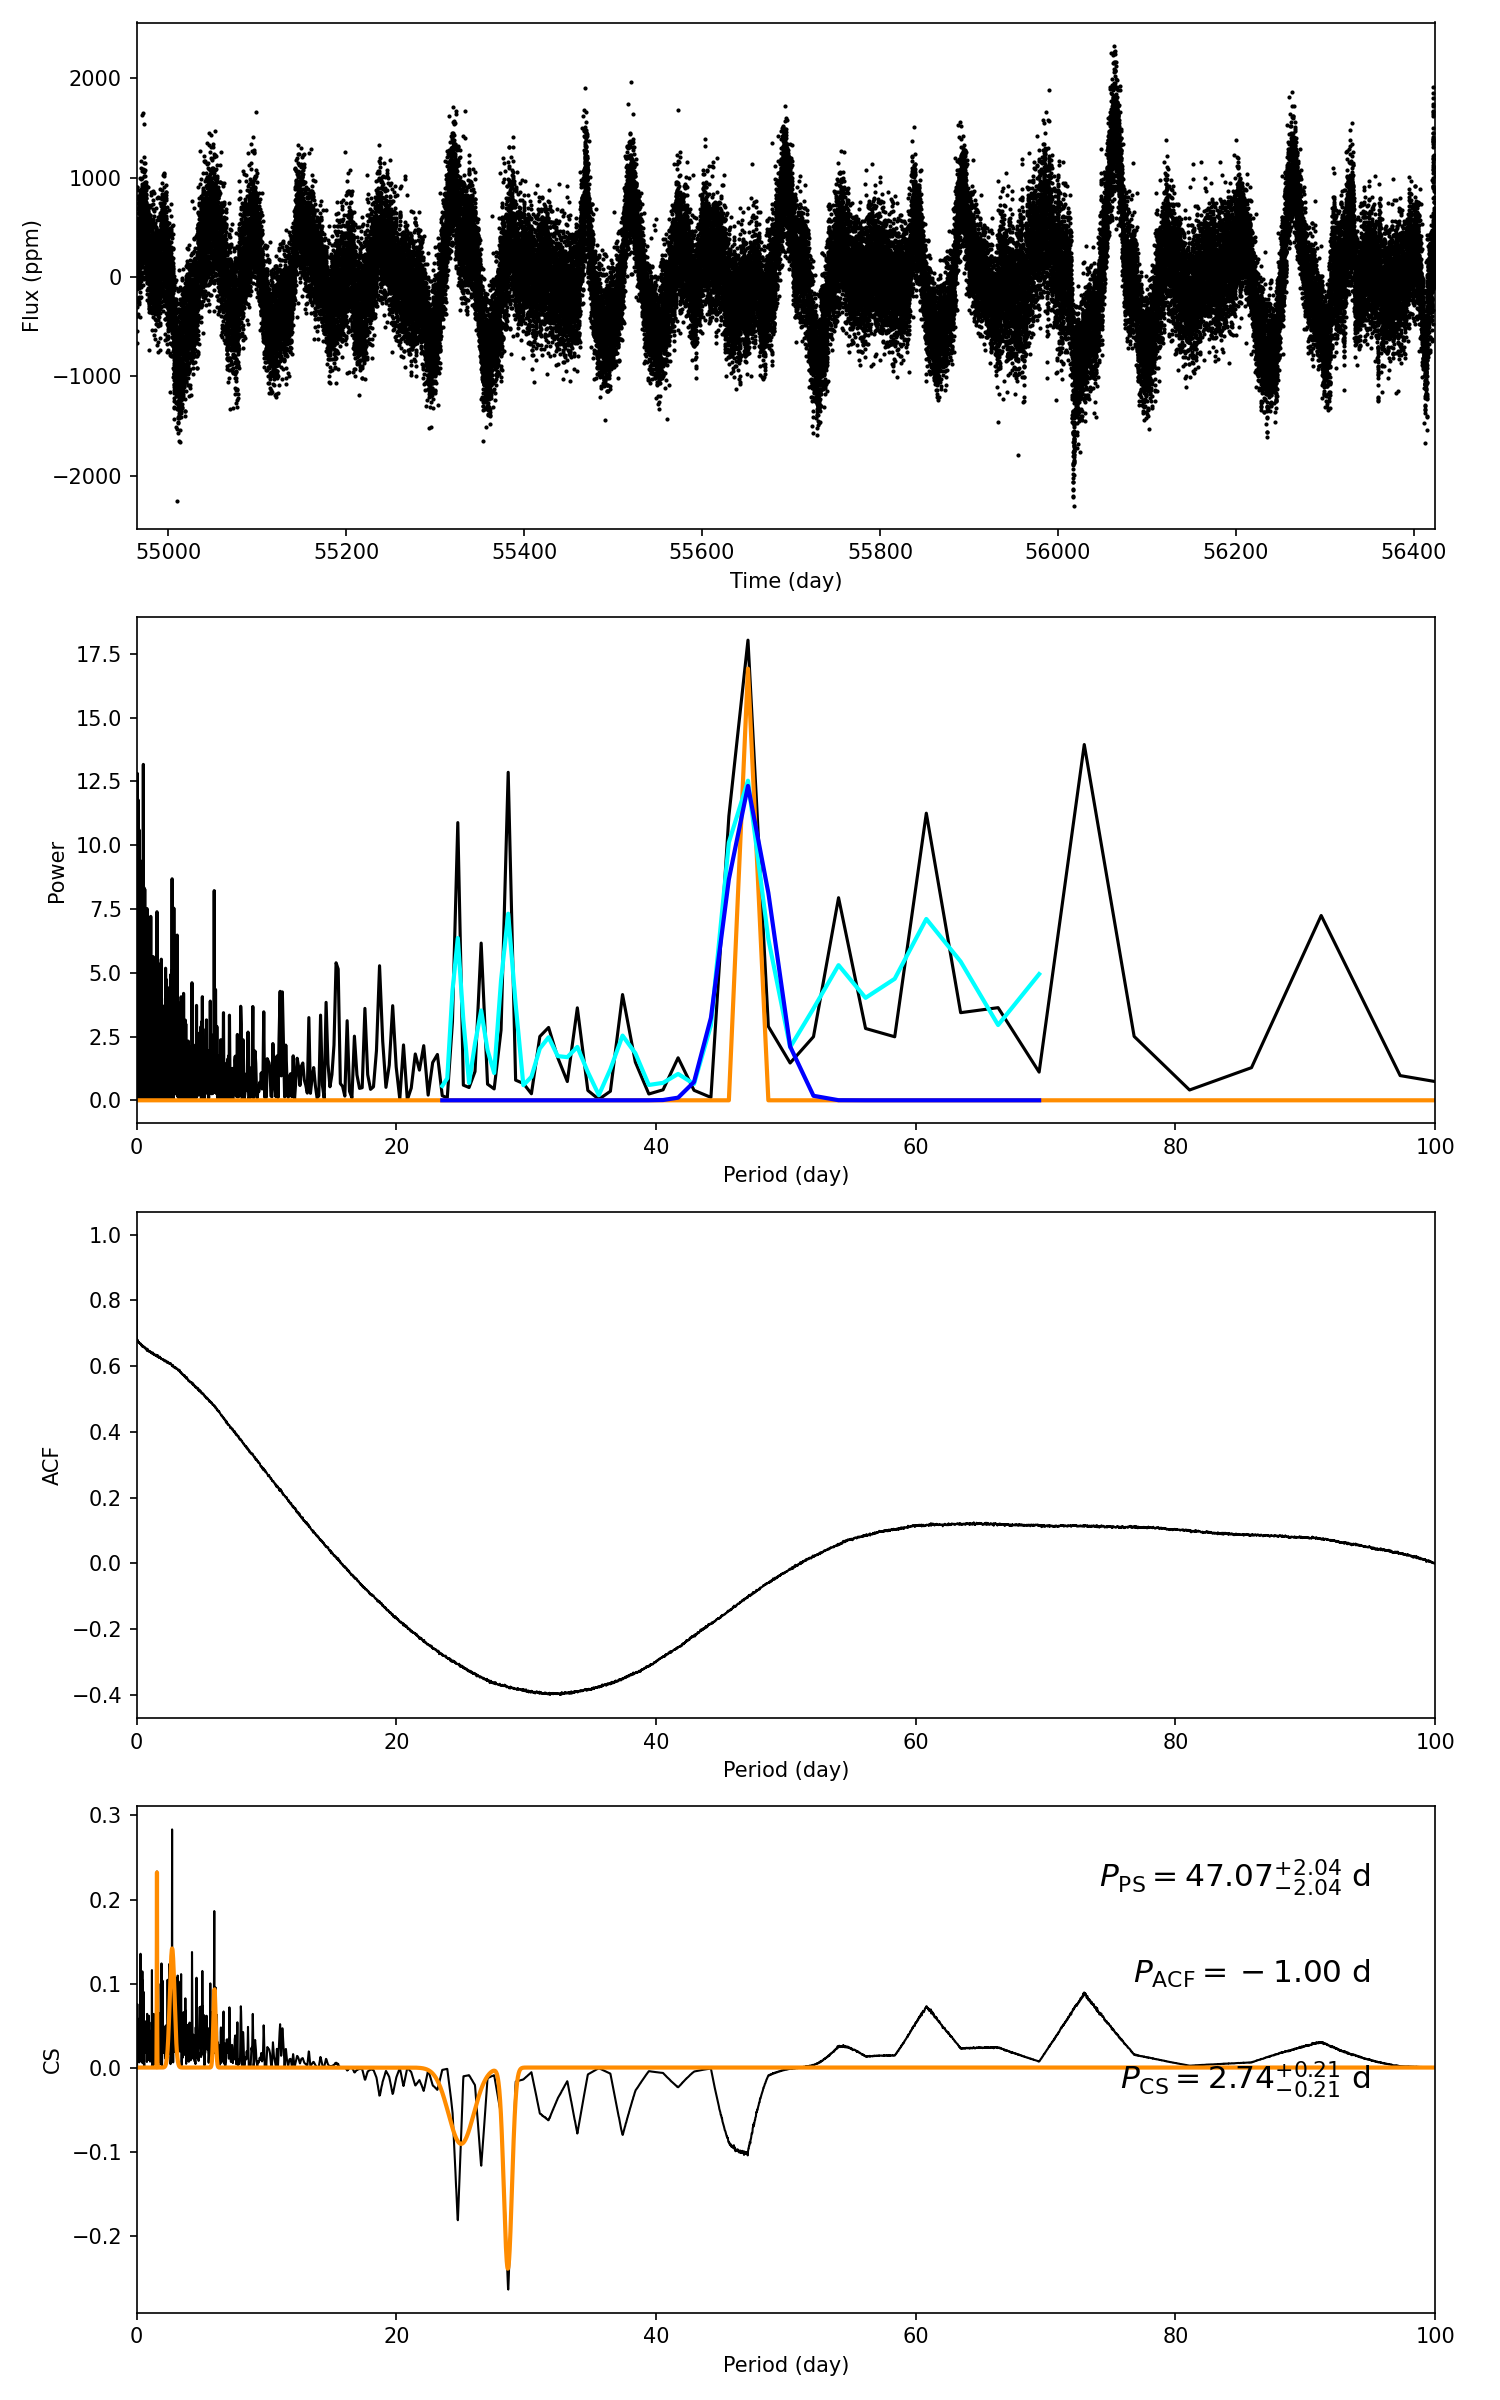 2000
1000
0
−1000
−2000
Flux (ppm)
55000 55200 55400 55600 55800 56000 56200 56400
Time (day)
17.5
15.0
12.5
10.0
7.5
5.0
2.5
0.0
Power
0 20 40 60 80 100
Period (day)
1.0
0.8
0.6
0.4
0.2
0.0
−0.2
−0.4
ACF
0 20 40 60 80 100
Period (day)
0.3
0.2
0.1
0.0
−0.1
−0.2
CS
P_PS = 47.07 +2.04 −2.04 d
P_ACF = −1.00 d
P_CS = 2.74 +0.21 −0.21 d
0 20 40 60 80 100
Period (day)